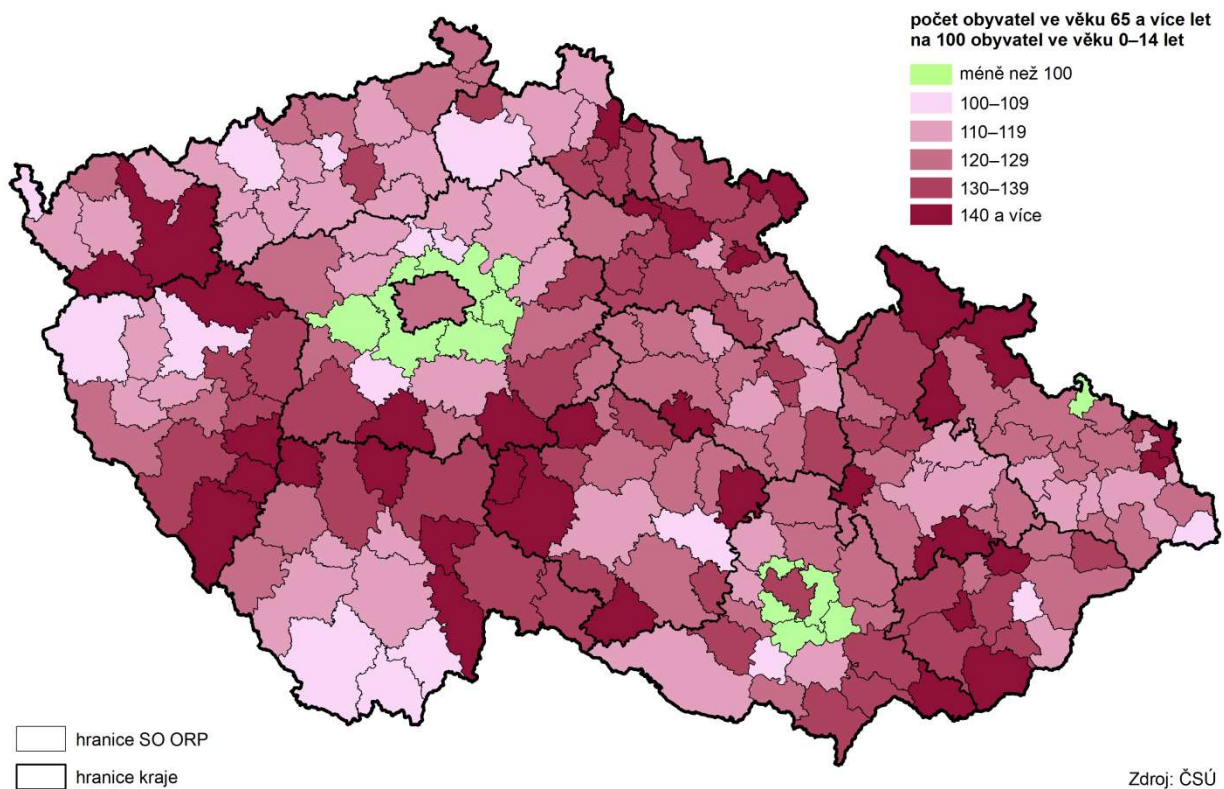 počet obyvatel ve věku 65 a více let
na 100 obyvatel ve věku 0–14 let
méně než 100
100–109
110–119
120–129
130–139
140 a více
hranice SO ORP
hranice kraje
Zdroj: ČSÚ